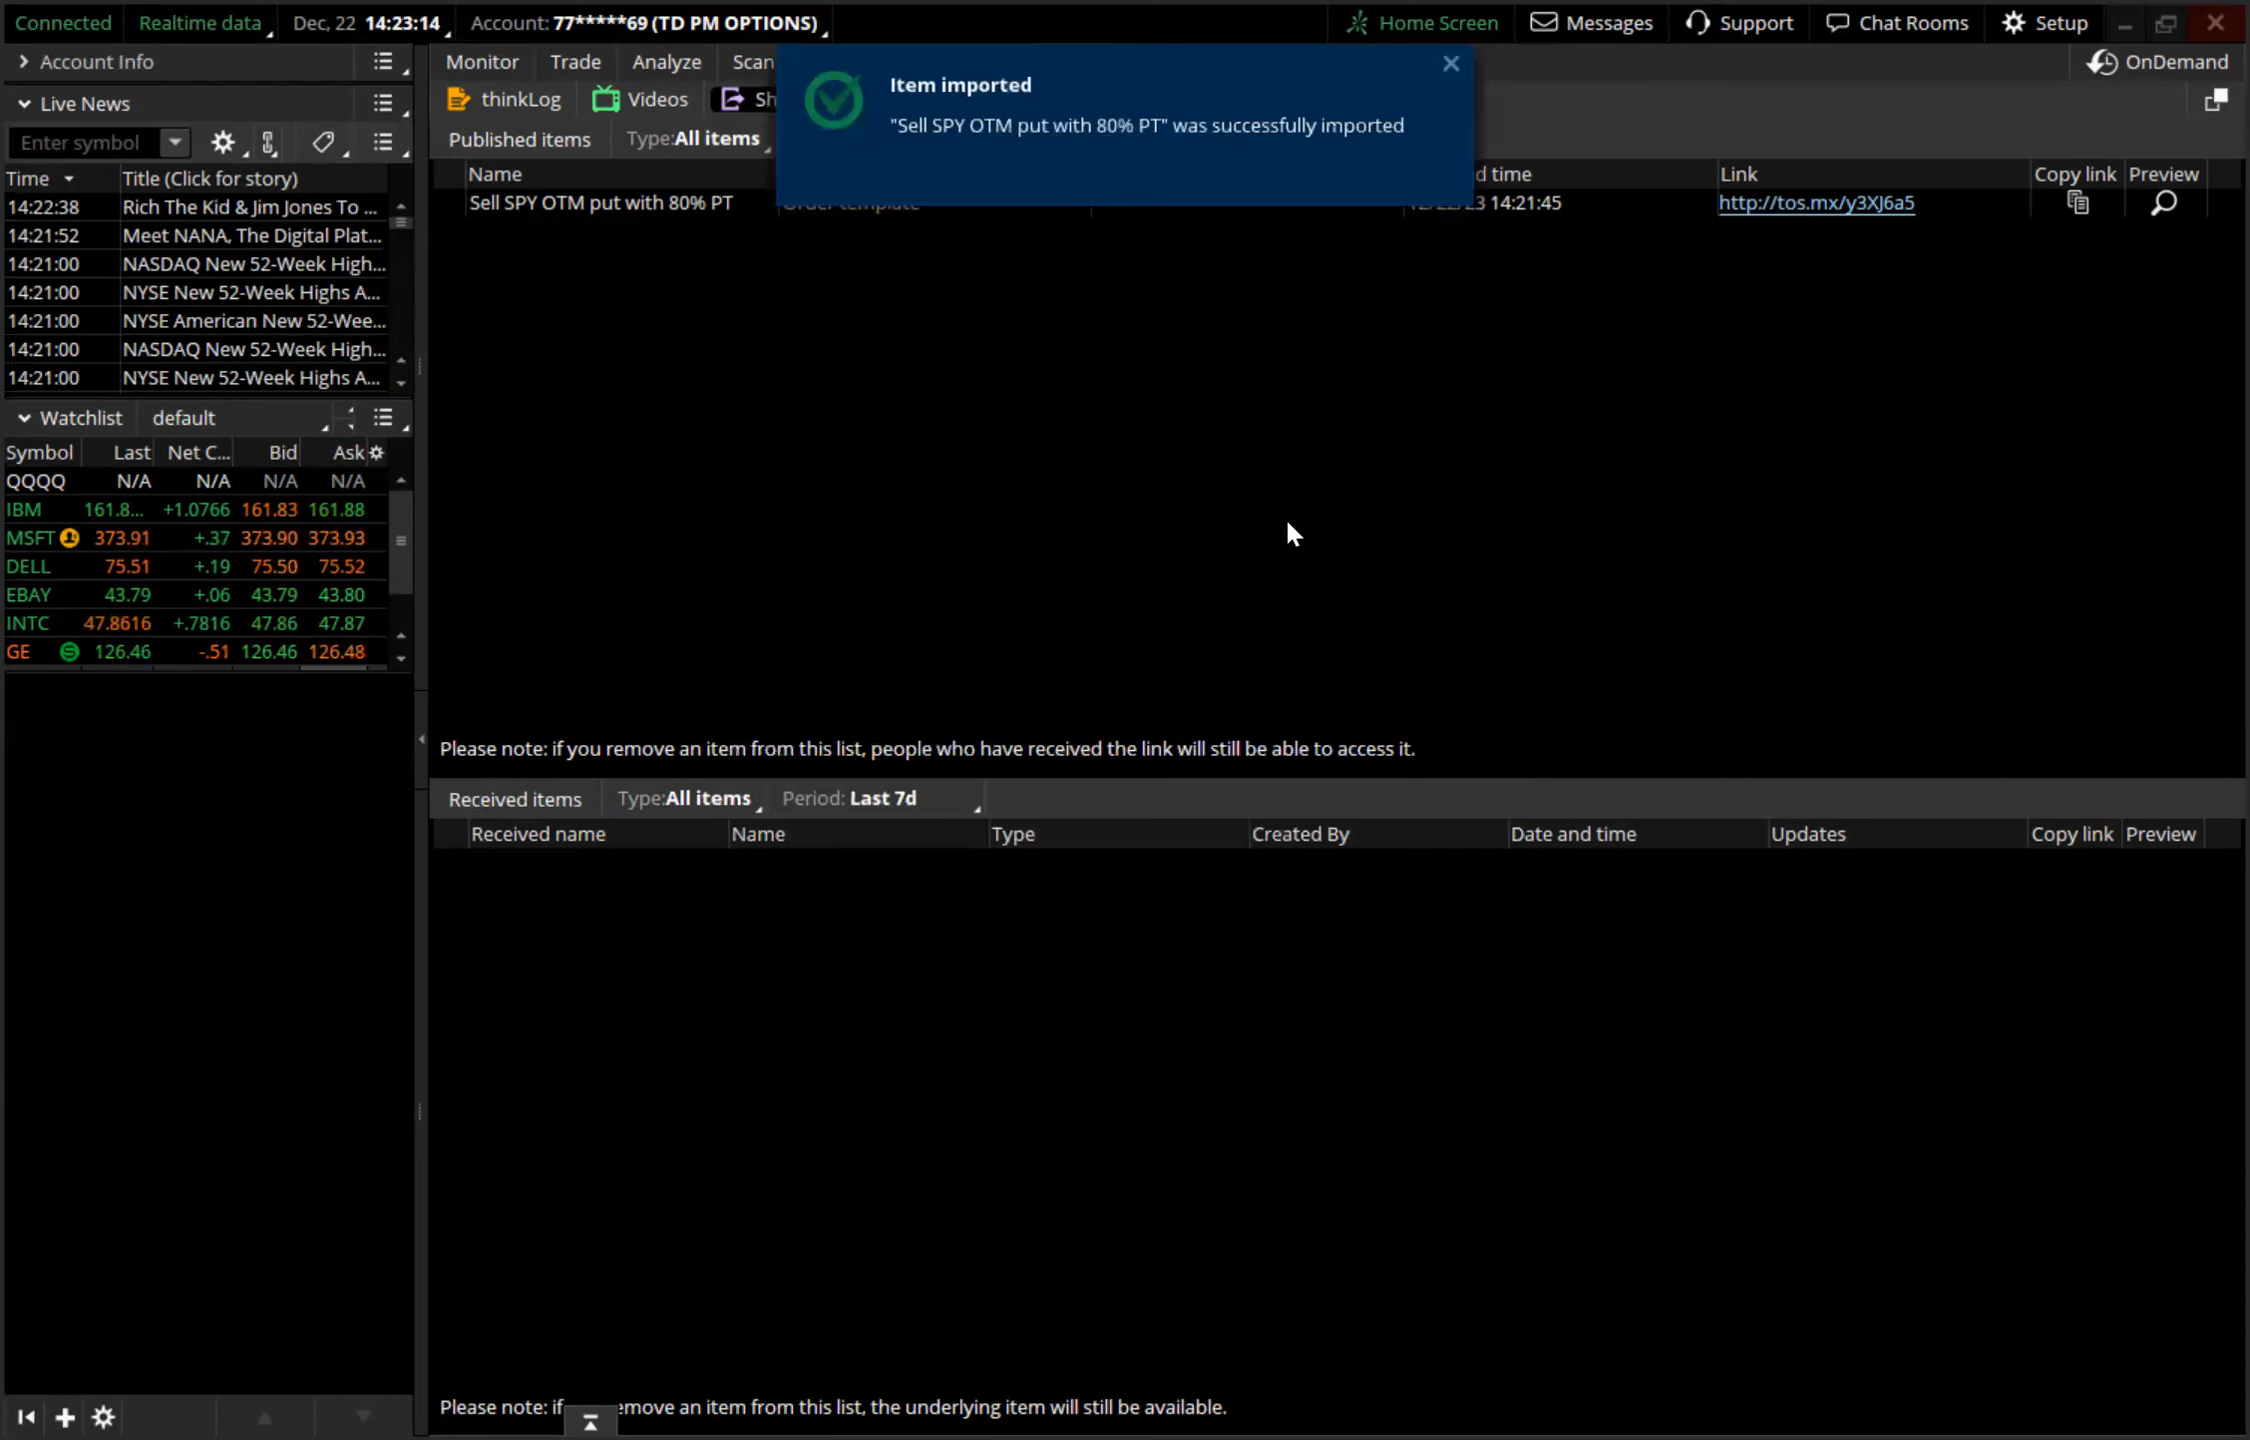 Connected Realtime data Dec, 22 14:23:14 Account: 77*****69 (TD PM OPTIONS) Home Screen Messages Support Chat Rooms Setup
Account Info
Monitor Trade Analyze Scan
OnDemand
Item imported
"Sell SPY OTM put with 80% PT" was successfully imported
Live News
thinkLog Videos Sh
Enter symbol
Published items Type:All items
Time Title (Click for story)
Name d time Link Copy link Preview
Sell SPY OTM put with 80% PT 14:21:45 http://tos.mx/y3XJ6a5
14:22:38 Rich The Kid & Jim Jones To ...
14:21:52 Meet NANA, The Digital Plat...
14:21:00 NASDAQ New 52-Week High...
14:21:00 NYSE New 52-Week Highs A...
14:21:00 NYSE American New 52-Wee...
14:21:00 NASDAQ New 52-Week High...
14:21:00 NYSE New 52-Week Highs A...
Watchlist default
Symbol Last Net C... Bid Ask
QQQQ N/A N/A N/A N/A
IBM 161.8... +1.0766 161.83 161.88
MSFT 373.91 +.37 373.90 373.93
DELL 75.51 +.19 75.50 75.52
EBAY 43.79 +.06 43.79 43.80
INTC 47.8616 +.7816 47.86 47.87
GE 126.46 -.51 126.46 126.48
Please note: if you remove an item from this list, people who have received the link will still be able to access it.
Received items Type:All items Period: Last 7d
Received name Name Type Created By Date and time Updates Copy link Preview
Please note: if emove an item from this list, the underlying item will still be available.